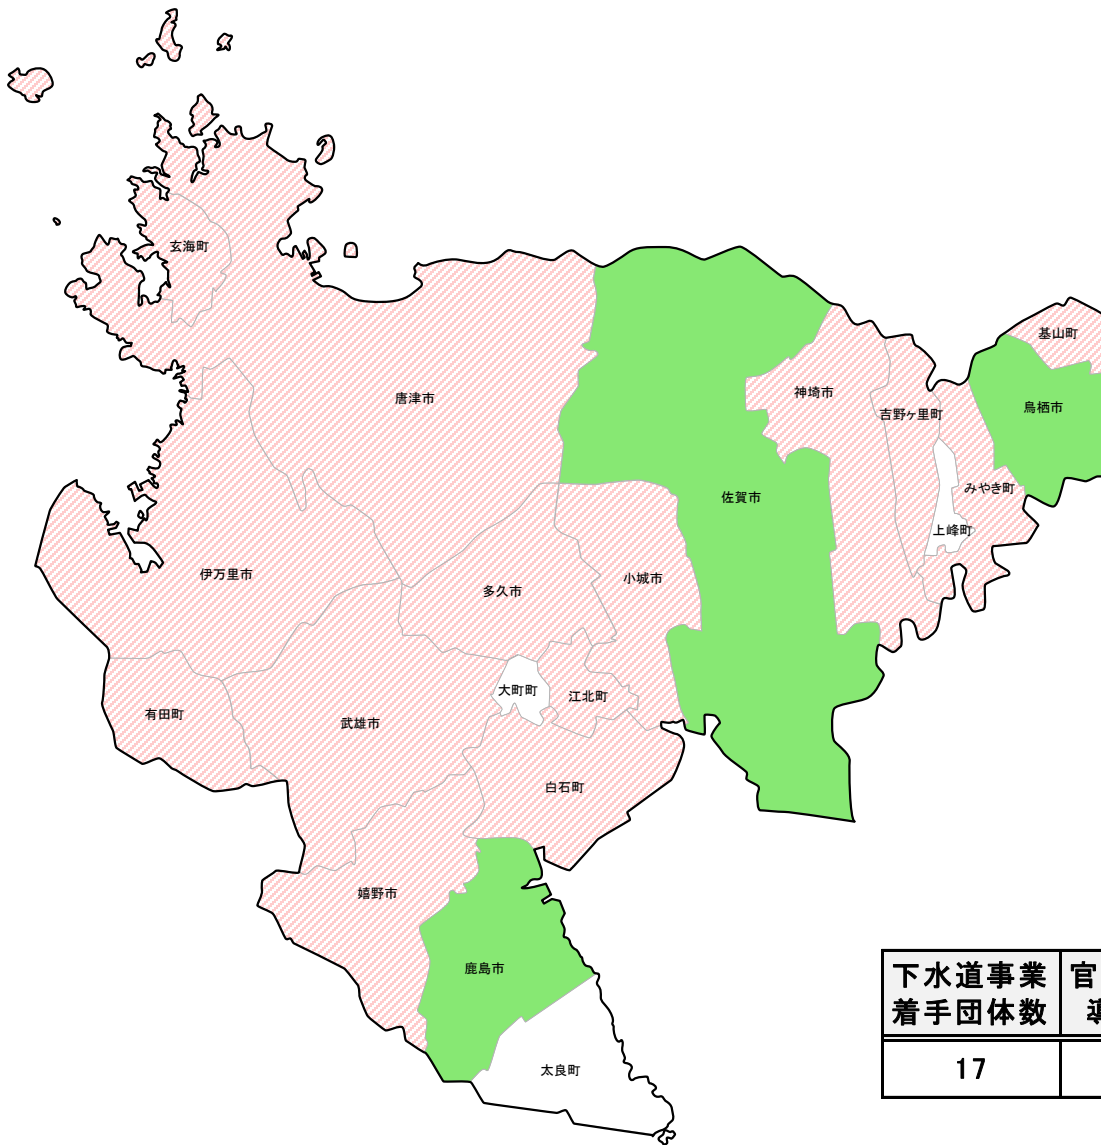 玄海町
基山町
唐津市
神埼市
吉野ヶ里町
鳥栖市
みやき町
佐賀市
上峰町
伊万里市
多久市
小城市
大町町
江北町
有田町
武雄市
白石町
嬉野市
鹿島市
太良町
下水道事業 官
着手団体数 導
17